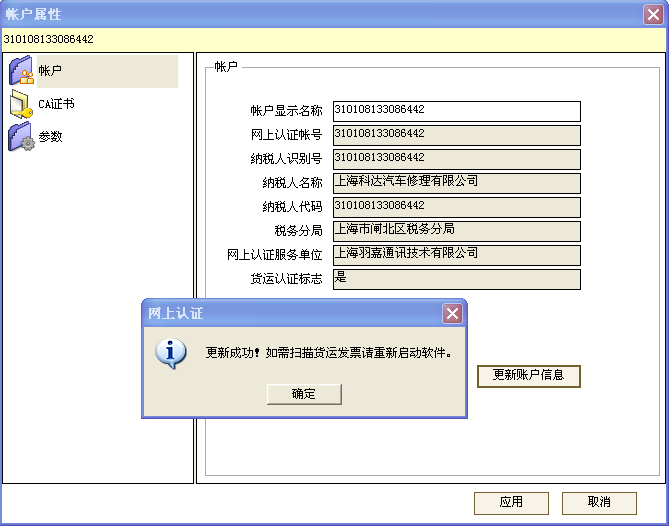 帐户属性
310108133086442
帐户
CA证书
参数
帐户
帐户显示名称 310108133086442
网上认证帐号 310108133086442
纳税人识别号 310108133086442
纳税人名称 上海科达汽车修理有限公司
纳税人代码 310108133086442
税务分局 上海市闸北区税务分局
网上认证服务单位 上海羽嘉通讯技术有限公司
货运认证标志 是
网上认证
更新成功！如需扫描货运发票请重新启动软件。
确定
更新账户信息
应用 取消